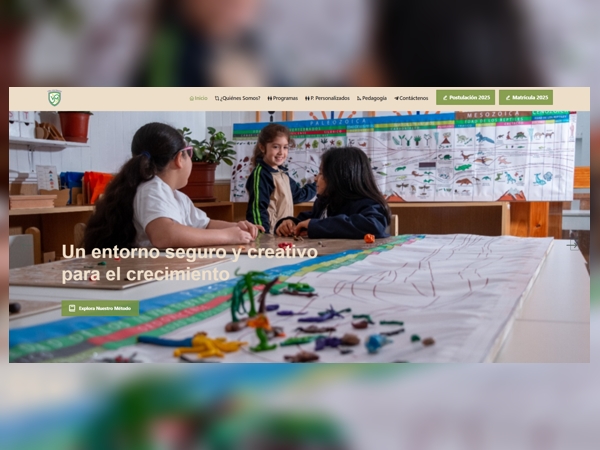 Inicio
¿Quiénes Somos?
Programas
P. Personalizados
Pedagogía
Contáctenos
Postulación 2025
Matrícula 2025
PALEOZOICA
MESOZOICA
Un entorno seguro y creativo
para el crecimiento
Explora Nuestro Método